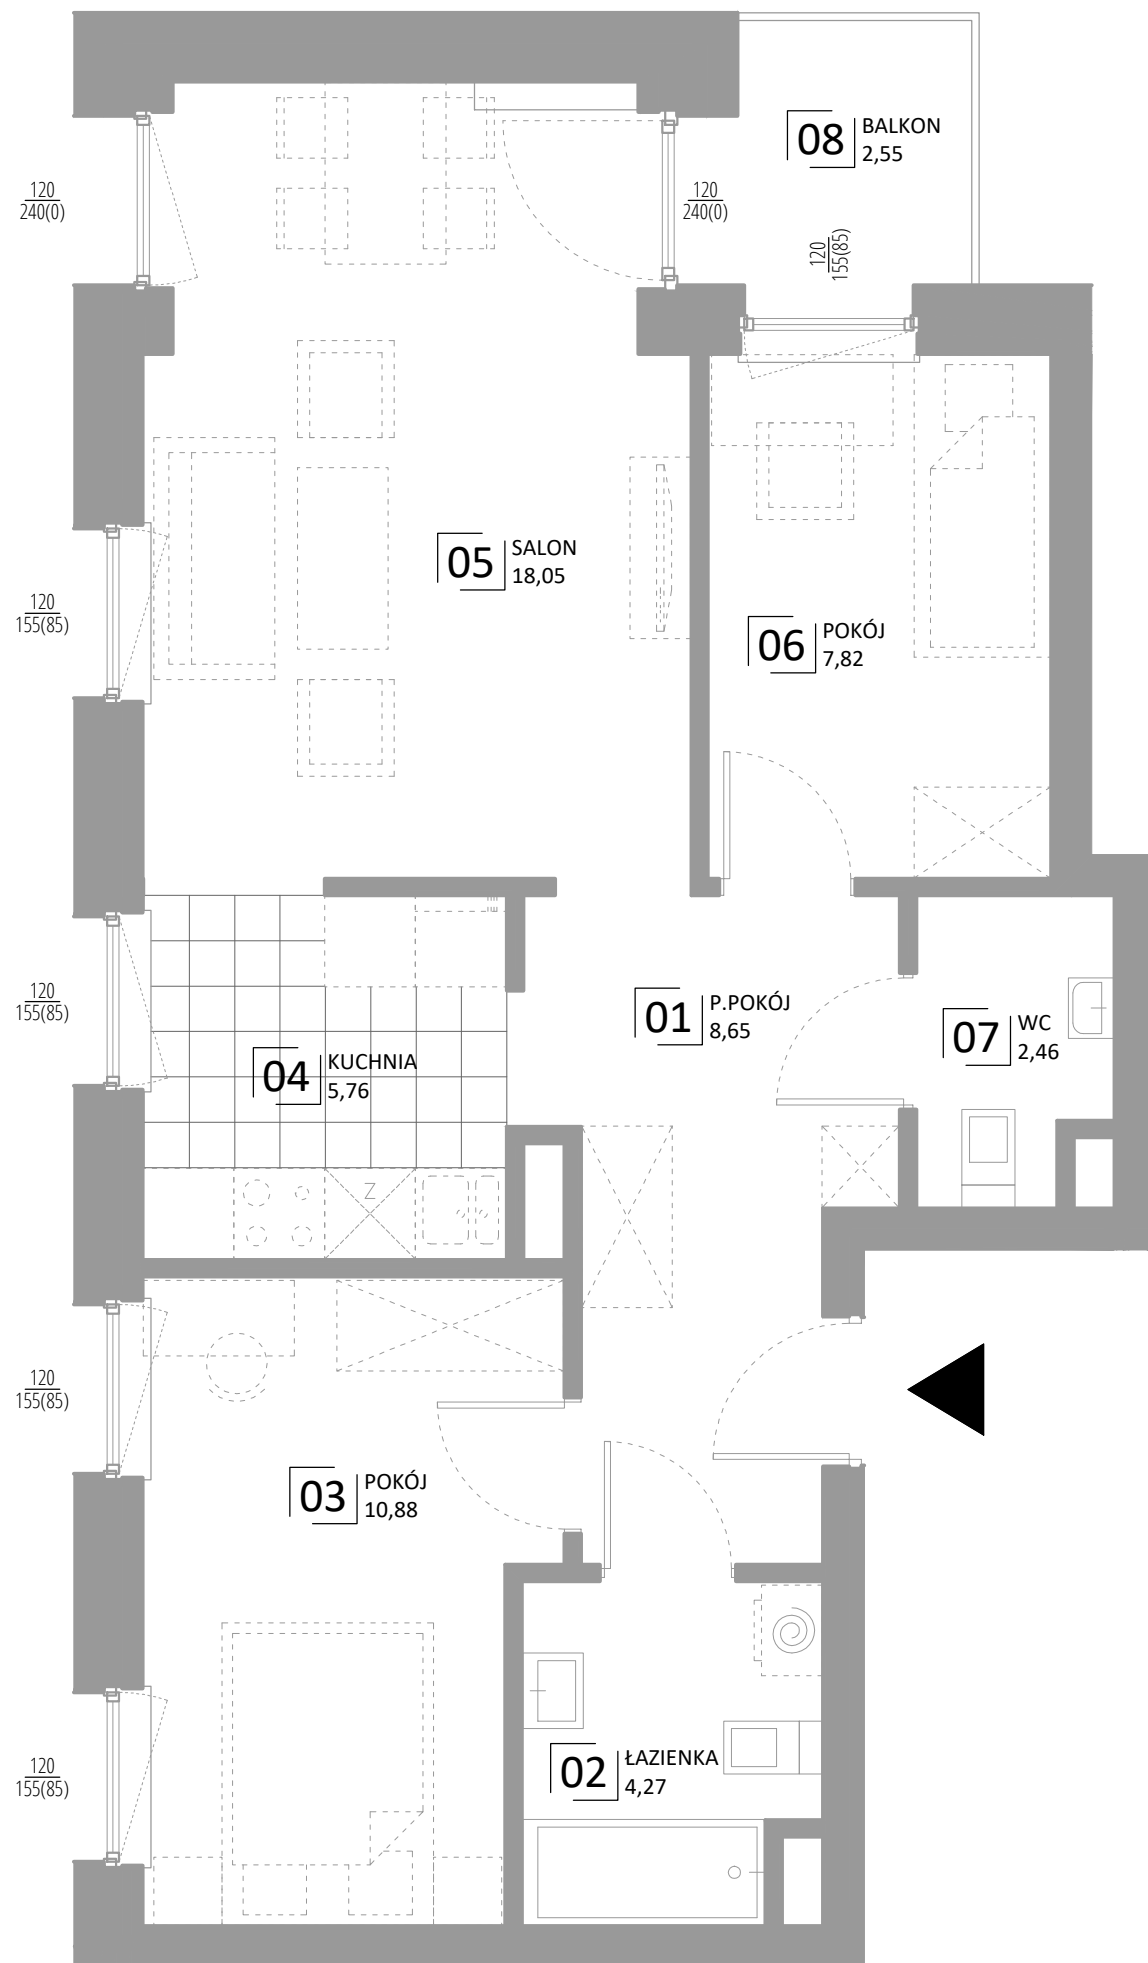 08 BALKON
2,55
120
240(0)
120
240(0)
120
155(85)
05 SALON
18,05
120
155(85)
06 POKÓJ
7,82
01 P.POKÓJ
8,65
120
155(85)
07 WC
2,46
04 KUCHNIA
5,76
Z
120
155(85)
03 POKÓJ
10,88
02 ŁAZIENKA
4,27
120
155(85)